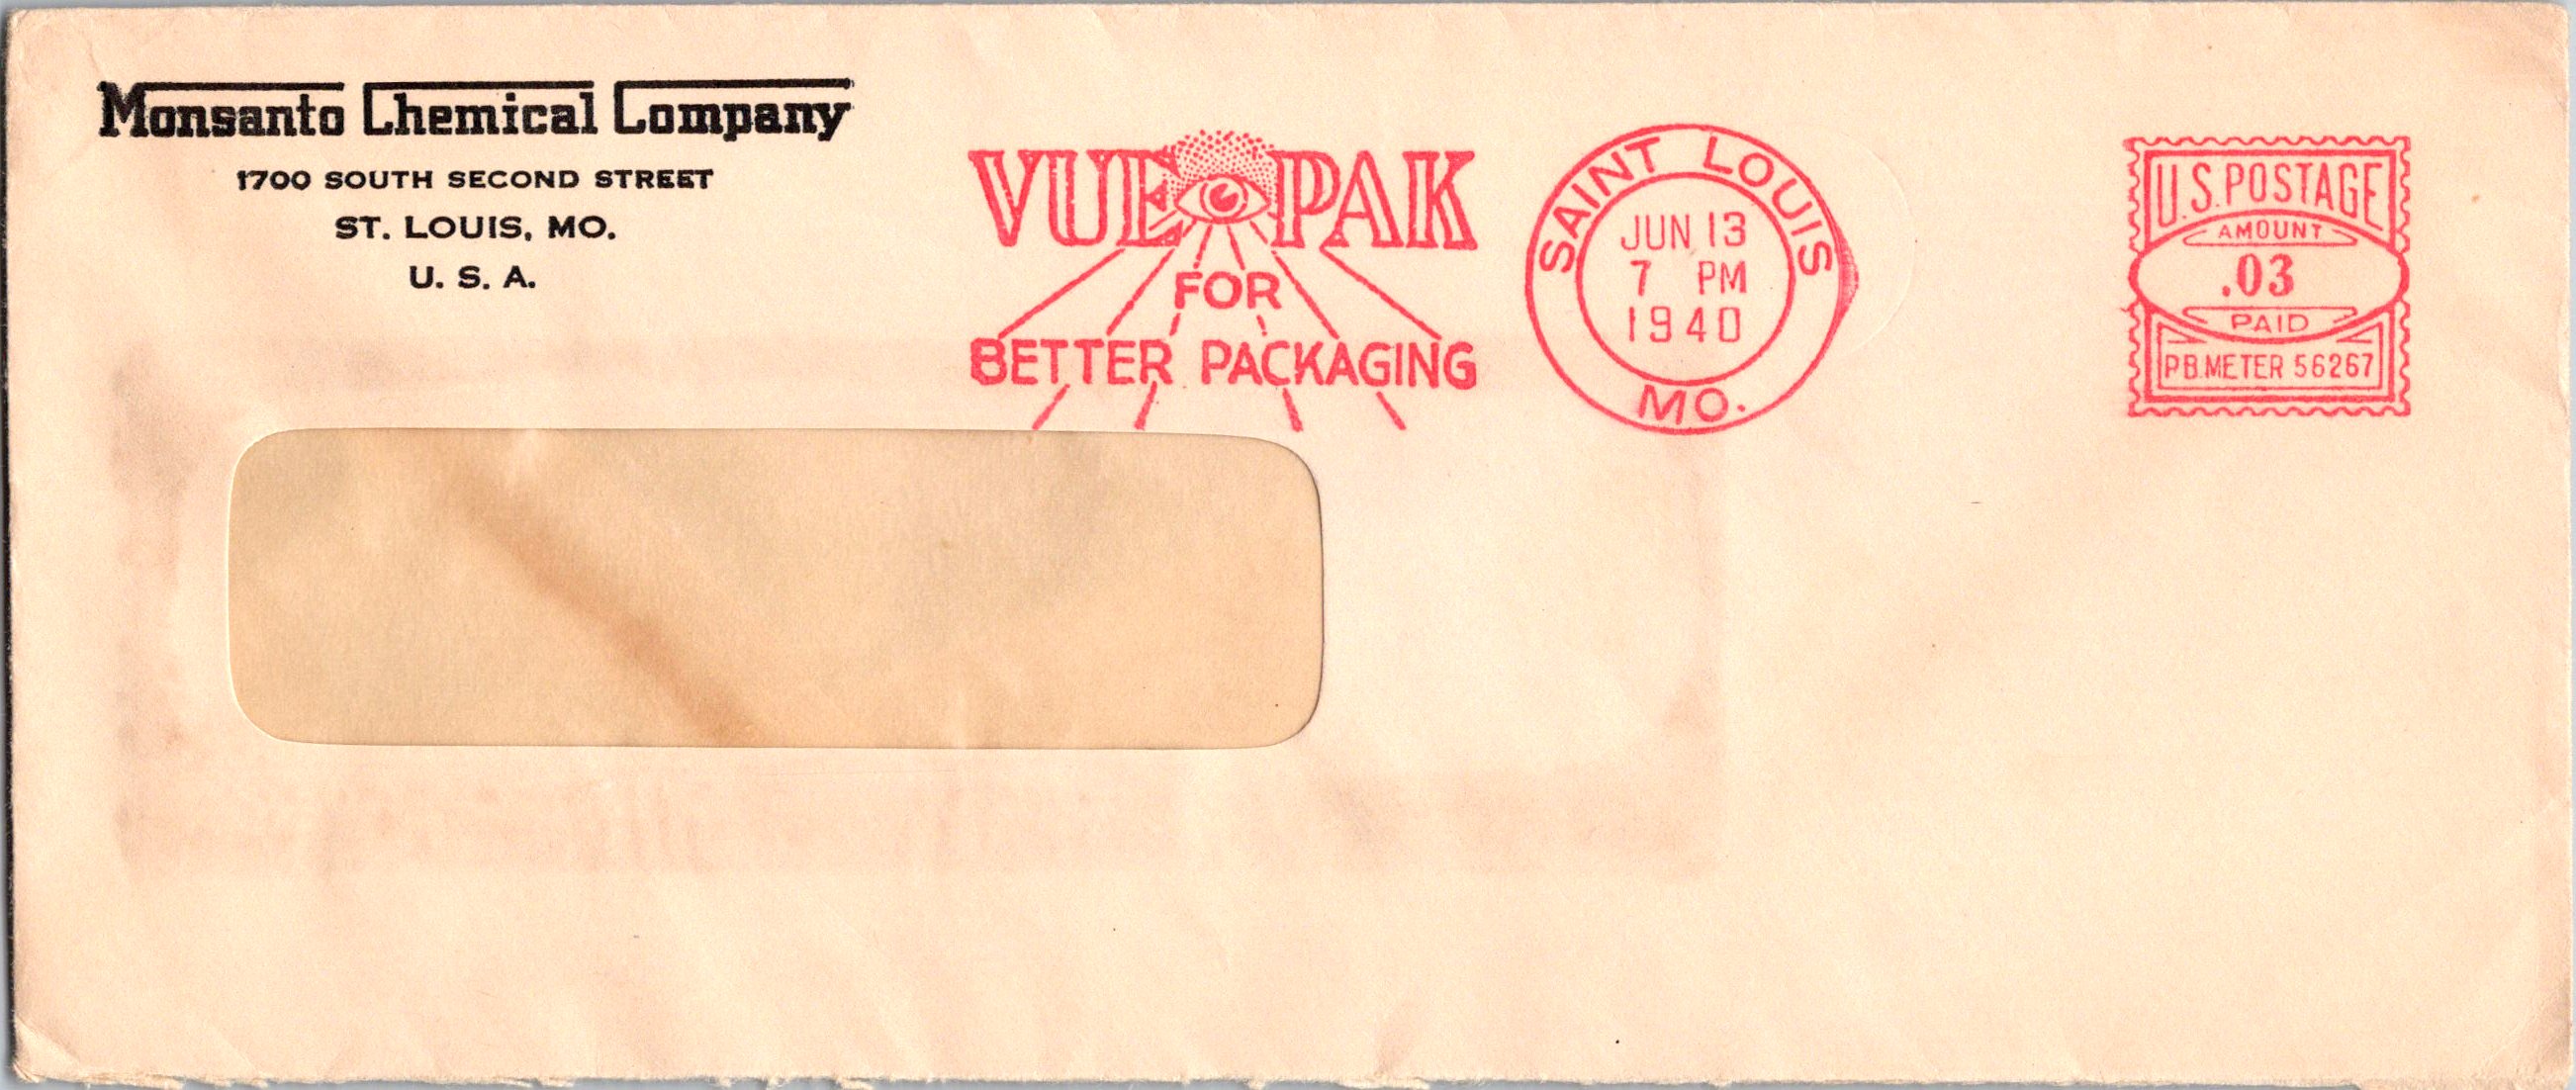 Monsanto Chemical Company
1700 SOUTH SECOND STREET
ST. LOUIS, MO.
U. S. A.
VUE PAK
FOR
BETTER PACKAGING
SAINT LOUIS
JUN 13
7 PM
1940
MO.
U.S. POSTAGE
AMOUNT
.03
PAID
P.B. METER 56267